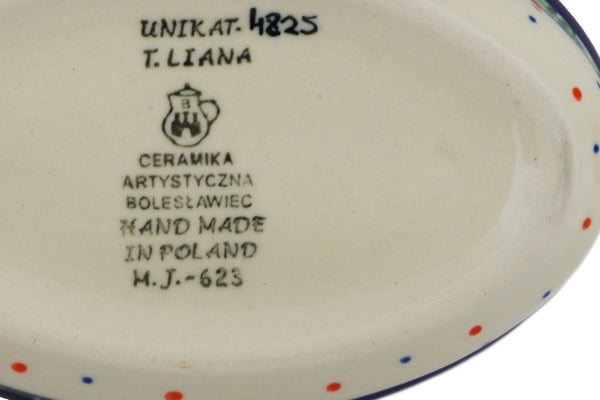 UNIKAT- 4825
T. LIANA
B
CERAMIKA
ARTYSTYCZNA
BOLESŁAWIEC
HAND MADE
IN POLAND
M.J.-623